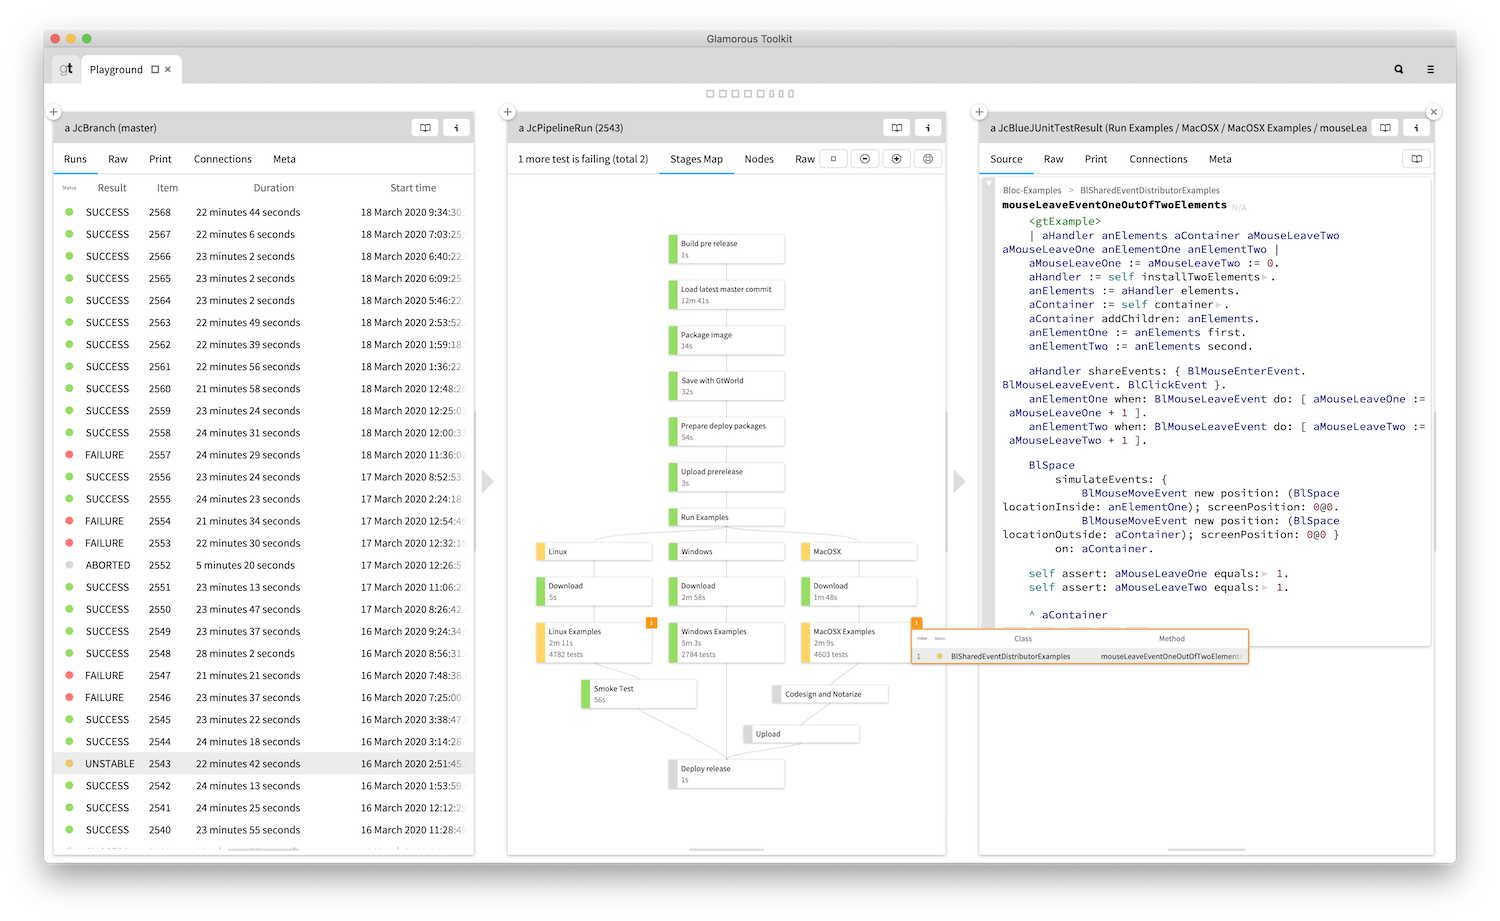 Glamorous Toolkit
gt
Playground
a JcBranch (master)
Runs Raw Print Connections Meta
Status Result Item Duration Start time
SUCCESS 2568 22 minutes 44 seconds 18 March 2020 9:34:30.
SUCCESS 2567 22 minutes 6 seconds 18 March 2020 7:03:25.
SUCCESS 2566 23 minutes 2 seconds 18 March 2020 6:40:22.
SUCCESS 2565 23 minutes 2 seconds 18 March 2020 6:09:25.
SUCCESS 2564 23 minutes 2 seconds 18 March 2020 5:46:22.
SUCCESS 2563 22 minutes 49 seconds 18 March 2020 2:53:52.
SUCCESS 2562 22 minutes 39 seconds 18 March 2020 1:59:18.
SUCCESS 2561 22 minutes 56 seconds 18 March 2020 1:36:22.
SUCCESS 2560 21 minutes 58 seconds 18 March 2020 12:48:28
SUCCESS 2559 23 minutes 24 seconds 18 March 2020 12:25:03
SUCCESS 2558 24 minutes 31 seconds 18 March 2020 12:00:31
FAILURE 2557 24 minutes 29 seconds 18 March 2020 11:36:01
SUCCESS 2556 23 minutes 24 seconds 17 March 2020 8:52:53.
SUCCESS 2555 24 minutes 23 seconds 17 March 2020 2:24:18.
FAILURE 2554 21 minutes 34 seconds 17 March 2020 12:54:49
FAILURE 2553 22 minutes 30 seconds 17 March 2020 12:32:18
ABORTED 2552 5 minutes 20 seconds 17 March 2020 12:26:57
SUCCESS 2551 23 minutes 13 seconds 17 March 2020 11:06:23
SUCCESS 2550 23 minutes 47 seconds 17 March 2020 8:26:42.
SUCCESS 2549 23 minutes 37 seconds 16 March 2020 9:24:34.
SUCCESS 2548 28 minutes 2 seconds 16 March 2020 8:56:31.
FAILURE 2547 21 minutes 21 seconds 16 March 2020 7:48:38.
FAILURE 2546 23 minutes 37 seconds 16 March 2020 7:25:00.
SUCCESS 2545 23 minutes 22 seconds 16 March 2020 3:38:47.
SUCCESS 2544 24 minutes 18 seconds 16 March 2020 3:14:28.
UNSTABLE 2543 22 minutes 42 seconds 16 March 2020 2:51:45.
SUCCESS 2542 24 minutes 13 seconds 16 March 2020 1:53:59.
SUCCESS 2541 24 minutes 25 seconds 16 March 2020 12:12:29
SUCCESS 2540 23 minutes 55 seconds 16 March 2020 11:28:49
a JcPipelineRun (2543)
1 more test is failing (total 2) Stages Map Nodes Raw
Build pre release
1s
Load latest master commit
12m 41s
Package image
14s
Save with GtWorld
32s
Prepare deploy packages
54s
Upload prerelease
3s
Run Examples
Linux Windows MacOSX
Download Download Download
5s 2m 58s 1m 48s
1 1
Linux Examples Windows Examples MacOSX Examples
2m 11s 5m 3s 2m 9s
4782 tests 2784 tests 4603 tests
Smoke Test
56s
Codesign and Notarize
Upload
Deploy release
1s
a JcBlueJUnitTestResult (Run Examples / MacOSX / MacOSX Examples / mouseLea
Source Raw Print Connections Meta
Bloc-Examples > BlSharedEventDistributorExamples
mouseLeaveEventOneOutOfTwoElements N/A
<gtExample>
| aHandler anElements aContainer aMouseLeaveTwo
aMouseLeaveOne anElementOne anElementTwo |
aMouseLeaveOne := aMouseLeaveTwo := 0.
aHandler := self installTwoElements.
anElements := aHandler elements.
aContainer := self container.
aContainer addChildren: anElements.
anElementOne := anElements first.
anElementTwo := anElements second.
aHandler shareEvents: { BlMouseEnterEvent.
BlMouseLeaveEvent. BlClickEvent }.
anElementOne when: BlMouseLeaveEvent do: [ aMouseLeaveOne :=
aMouseLeaveOne + 1 ].
anElementTwo when: BlMouseLeaveEvent do: [ aMouseLeaveTwo :=
aMouseLeaveTwo + 1 ].
BlSpace
simulateEvents: {
BlMouseMoveEvent new position: (BlSpace
locationInside: anElementOne); screenPosition: 0@0.
BlMouseMoveEvent new position: (BlSpace
locationOutside: aContainer); screenPosition: 0@0 }
on: aContainer.
self assert: aMouseLeaveOne equals: 1.
self assert: aMouseLeaveTwo equals: 1.
^ aContainer
Index Status Class Method
1 BlSharedEventDistributorExamples mouseLeaveEventOneOutOfTwoElement